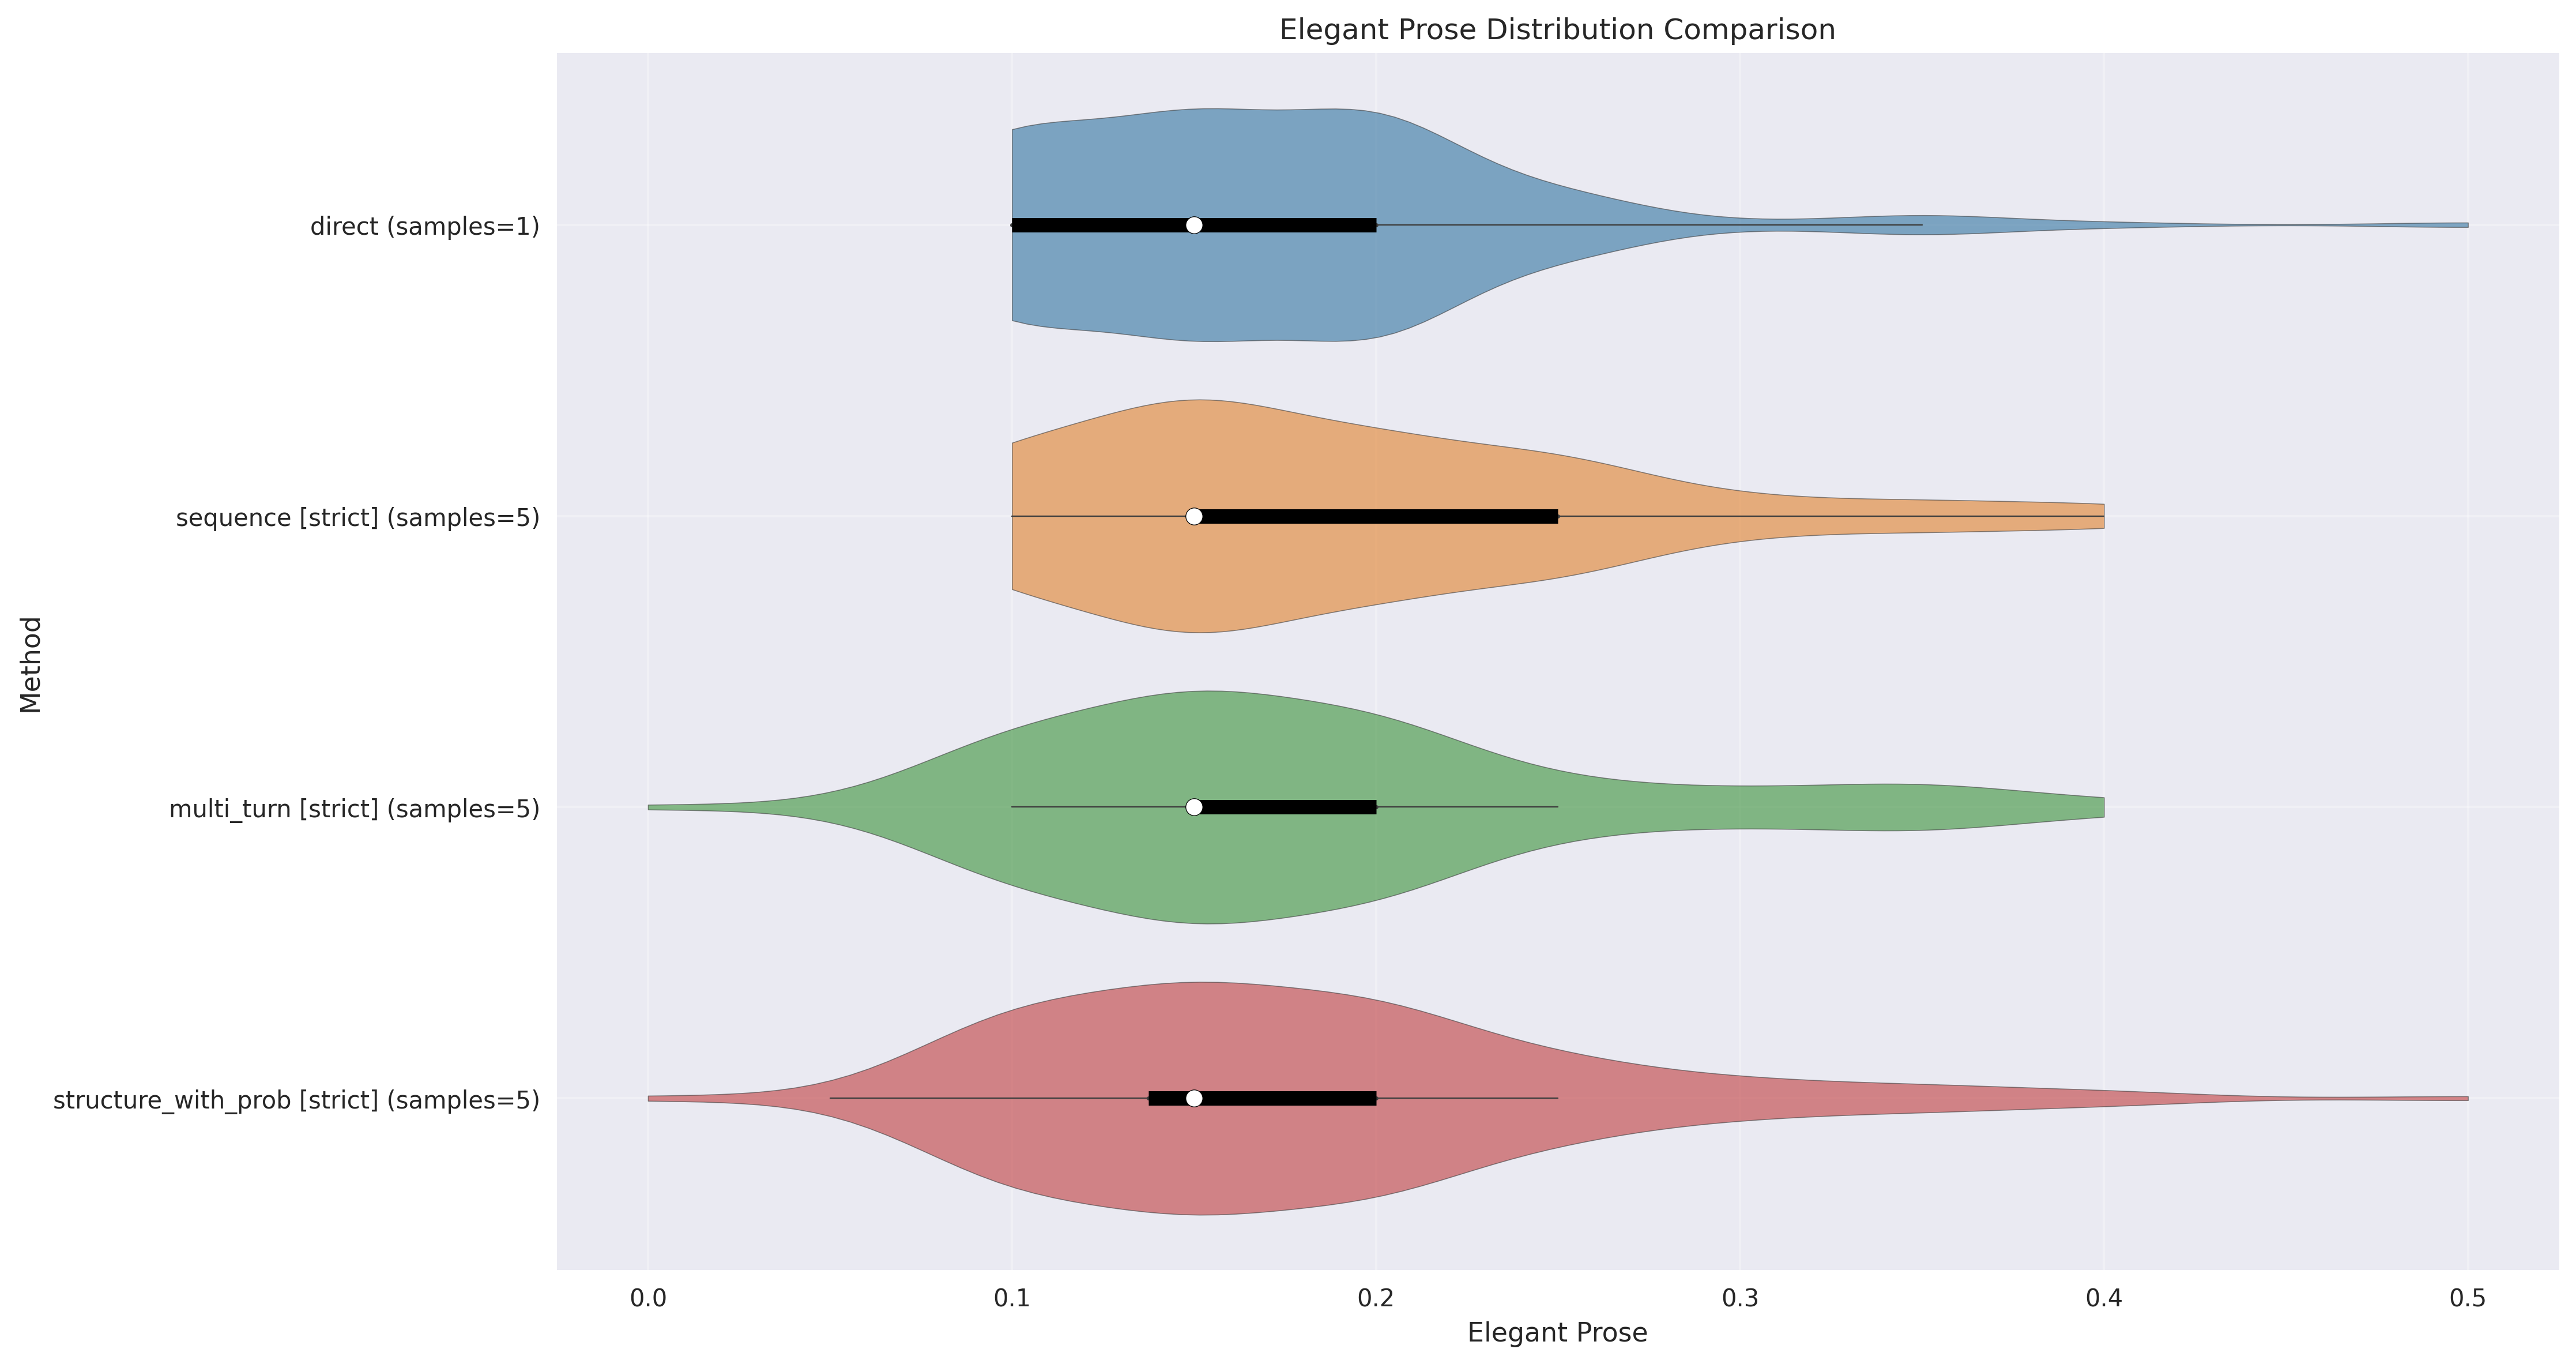 Elegant Prose Distribution Comparison
Method
direct (samples=1)
sequence [strict] (samples=5)
multi_turn [strict] (samples=5)
structure_with_prob [strict] (samples=5)
0.0 0.1 0.2 0.3 0.4 0.5
Elegant Prose